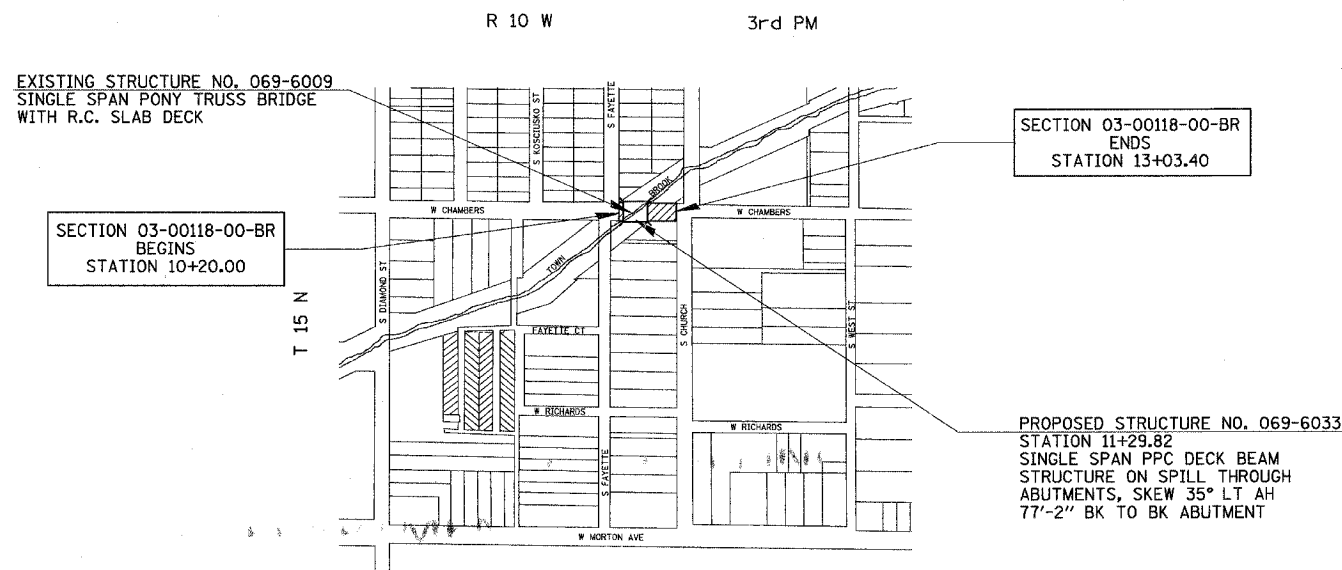 R 10 W
3rd PM
EXISTING STRUCTURE NO. 069-6009
SINGLE SPAN PONY TRUSS BRIDGE
WITH R.C. SLAB DECK
S KOSCIUSKO ST
S FAYETTE
SECTION 03-00118-00-BR
ENDS
STATION 13+03.40
BROOK
W CHAMBERS
W CHAMBERS
SECTION 03-00118-00-BR
BEGINS
STATION 10+20.00
TOWN
S DIAMOND ST
T 15 N
S CHURCH
S WEST ST
FAYETTE CT
W RICHARDS
W RICHARDS
S FAYETTE
PROPOSED STRUCTURE NO. 069-6033
STATION 11+29.82
SINGLE SPAN PPC DECK BEAM
STRUCTURE ON SPILL THROUGH
ABUTMENTS, SKEW 35° LT AH
77'-2" BK TO BK ABUTMENT
W MORTON AVE